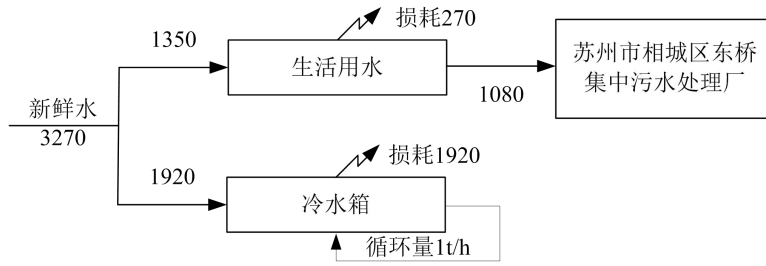 损耗270
1350
生活用水
1080
苏州市相城区东桥
集中污水处理厂
新鲜水
3270
1920
损耗1920
冷水箱
循环量1t/h